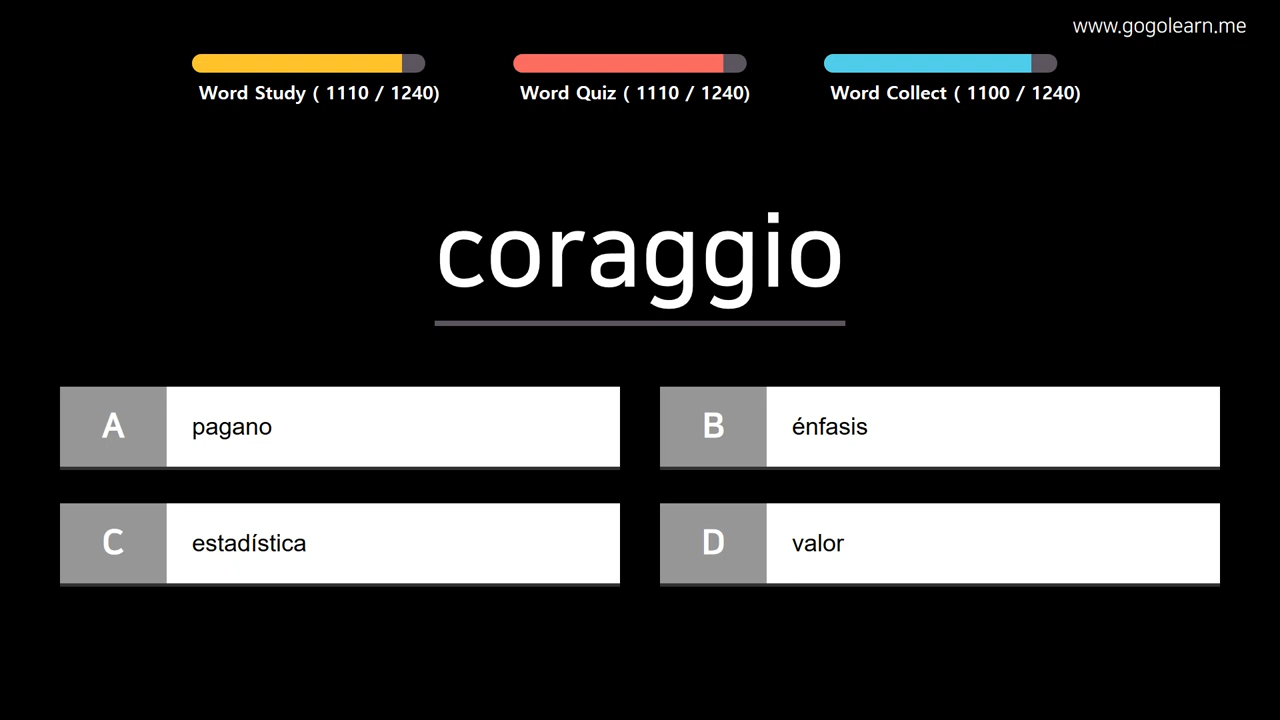 www.gogolearn.me
Word Study ( 1110 / 1240)
Word Quiz ( 1110 / 1240)
Word Collect ( 1100 / 1240)
coraggio
A pagano
B énfasis
C estadística
D valor